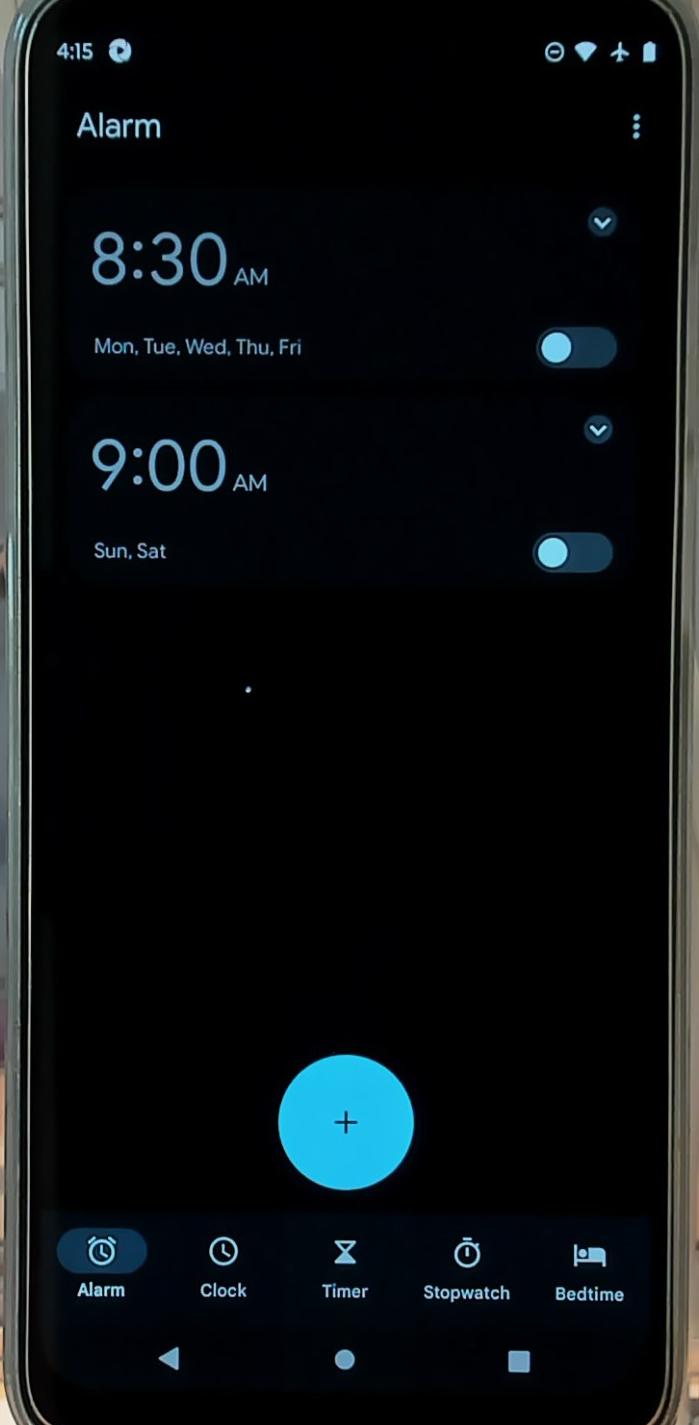 4:15
Alarm
8:30 AM
Mon, Tue, Wed, Thu, Fri
9:00 AM
Sun, Sat
+
Alarm Clock Timer Stopwatch Bedtime